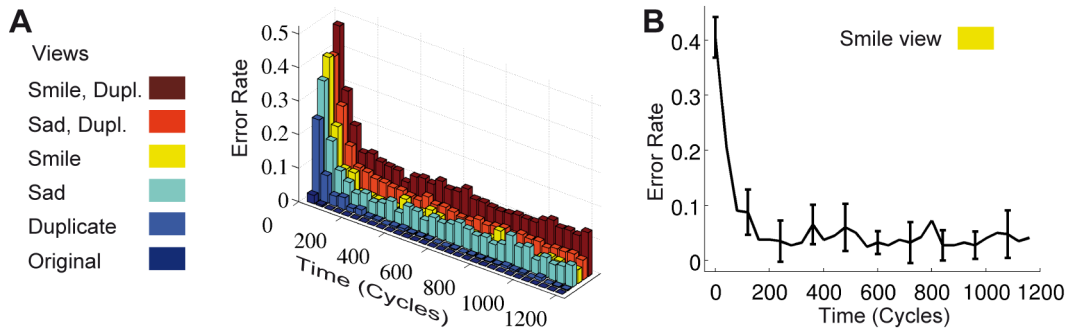 A
Views
Smile, Dupl.
Sad, Dupl.
Smile
Sad
Duplicate
Original
Error Rate
0.5
0.4
0.3
0.2
0.1
0
0
200
400
600
800
1000
1200
Time (Cycles)
B
Smile view
Error Rate
0.4
0.3
0.2
0.1
0
0 200 400 600 800 1000 1200
Time (Cycles)